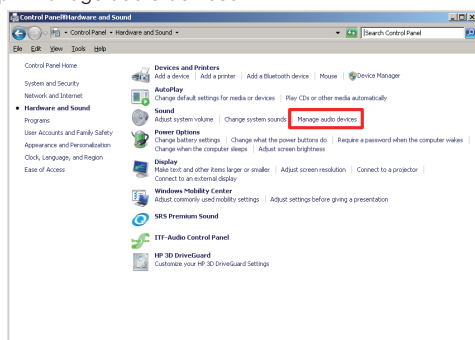 Control Panel\Hardware and Sound
Control Panel
Hardware and Sound
Search Control Panel
File Edit View Tools Help
Control Panel Home
System and Security
Network and Internet
Hardware and Sound
Programs
User Accounts and Family Safety
Appearance and Personalization
Clock, Language, and Region
Ease of Access
Devices and Printers
Add a device Add a printer Add a Bluetooth device Mouse Device Manager
AutoPlay
Change default settings for media or devices Play CDs or other media automatically
Sound
Adjust system volume Change system sounds Manage audio devices
Power Options
Change battery settings Change what the power buttons do Require a password when the computer wakes
Change when the computer sleeps Adjust screen brightness
Display
Make text and other items larger or smaller Adjust screen resolution Connect to a projector
Connect to an external display
Windows Mobility Center
Adjust commonly used mobility settings Adjust settings before giving a presentation
SRS Premium Sound
ITF-Audio Control Panel
HP 3D DriveGuard
Customize your HP 3D DriveGuard Settings